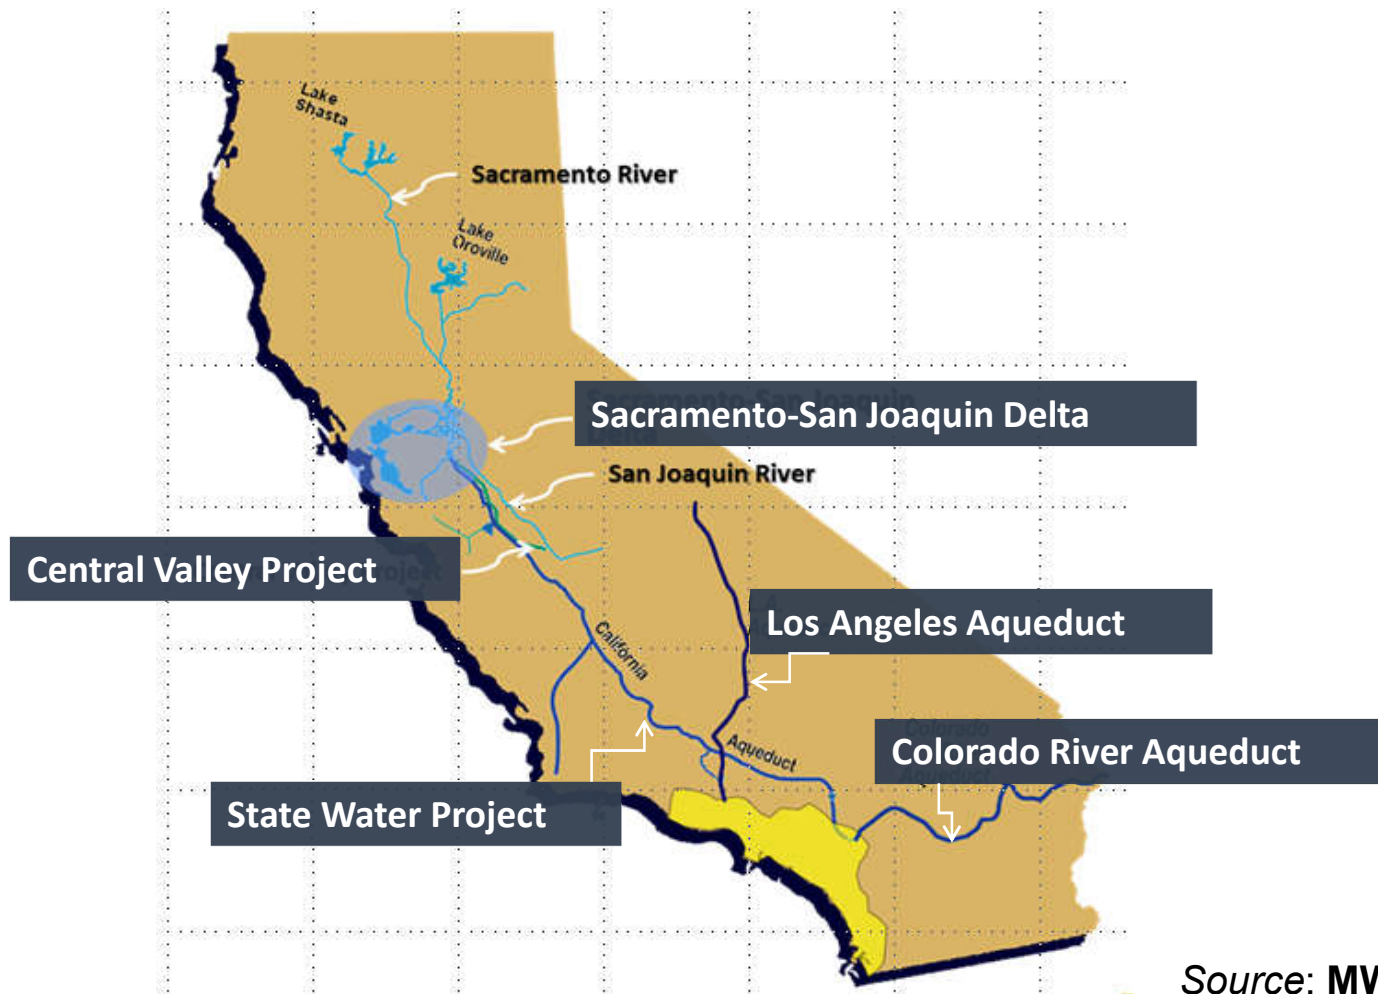 Lake
Shasta
Sacramento River
Lake
Oroville
Sacramento-San Joaquin Delta
San Joaquin River
Central Valley Project
Los Angeles Aqueduct
California
Aqueduct
Colorado River Aqueduct
State Water Project
Source: MW